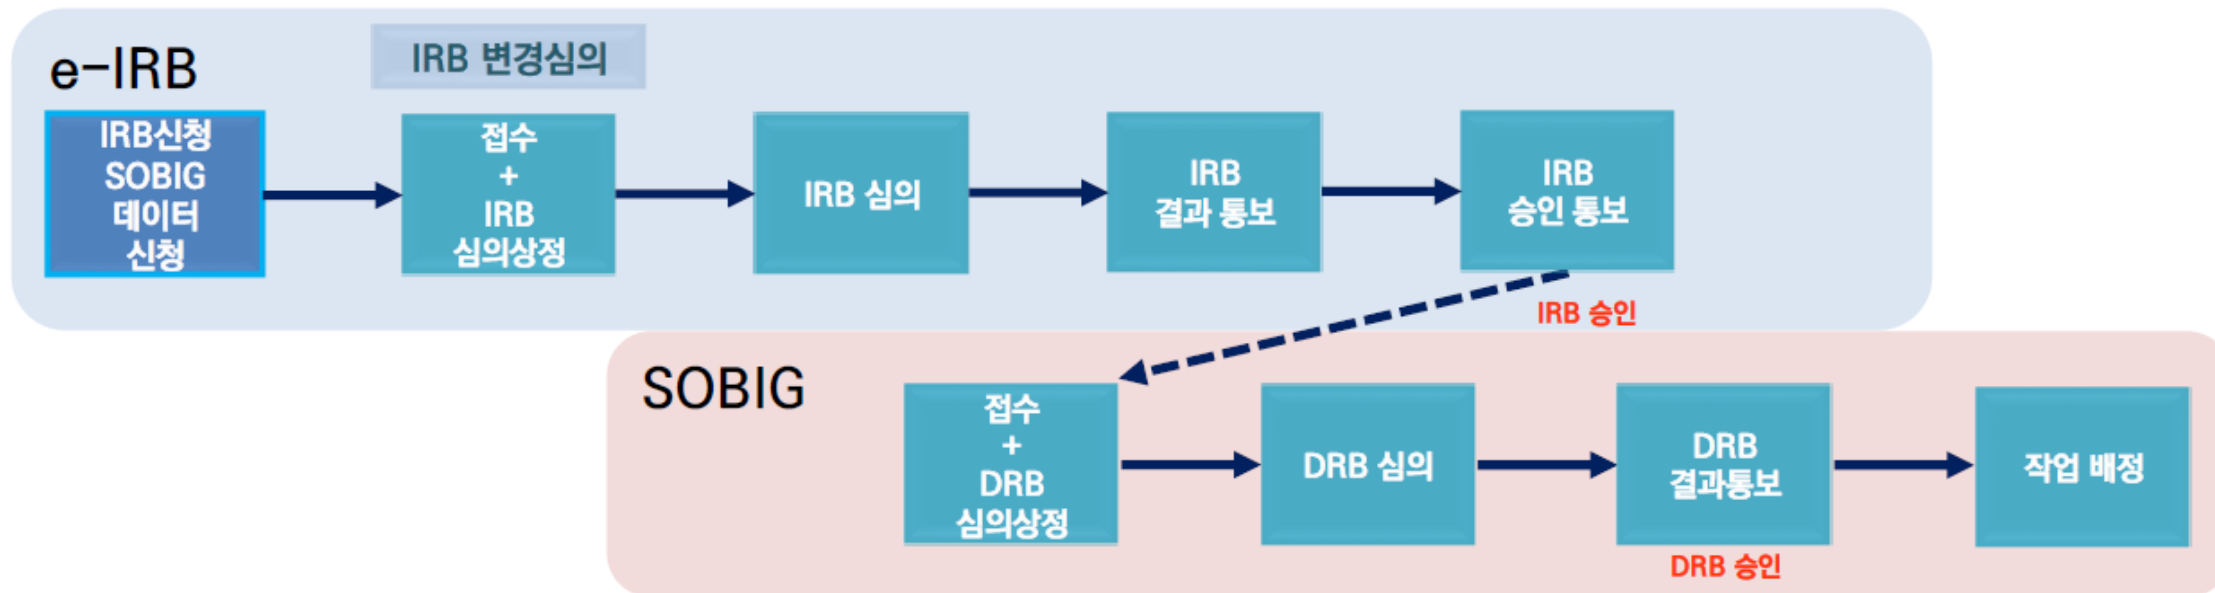 e-IRB
IRB 변경심의
IRB신청
SOBIG
데이터
신청
접수
+
IRB
심의상정
IRB 심의
IRB
결과 통보
IRB
승인 통보
IRB 승인
SOBIG
접수
+
DRB
심의상정
DRB 심의
DRB
결과통보
DRB 승인
작업 배정